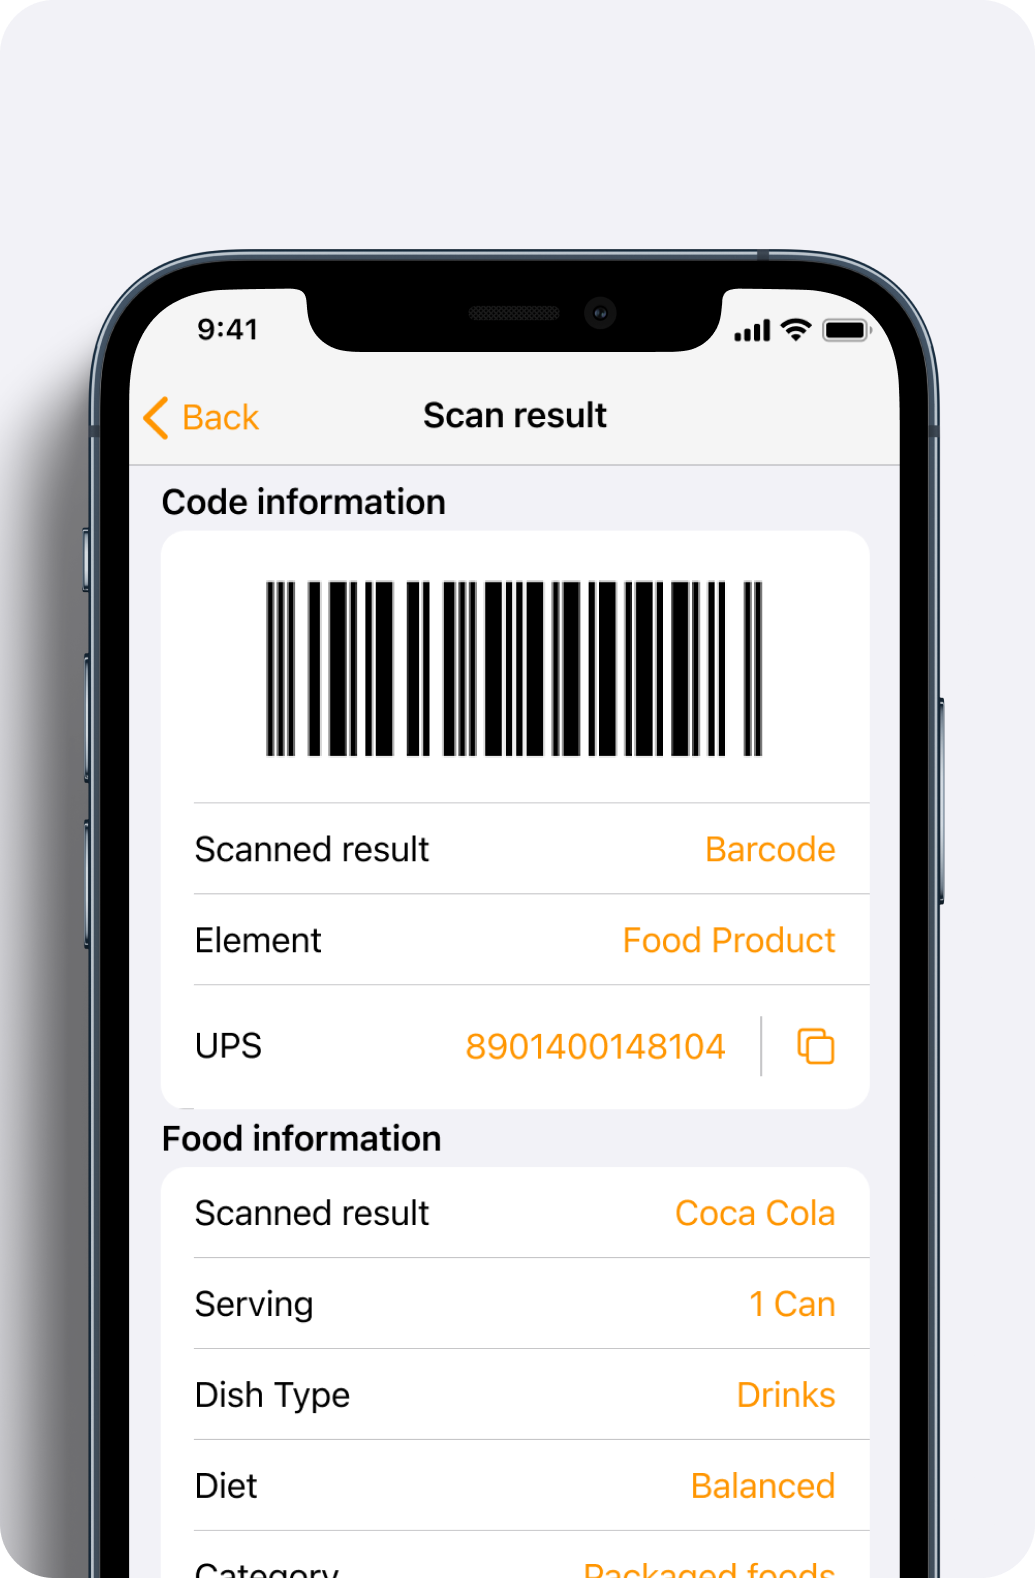 9:41
Back Scan result
Code information
Scanned result Barcode
Element Food Product
UPS 8901400148104
Food information
Scanned result Coca Cola
Serving 1 Can
Dish Type Drinks
Diet Balanced
Category Packaged foods